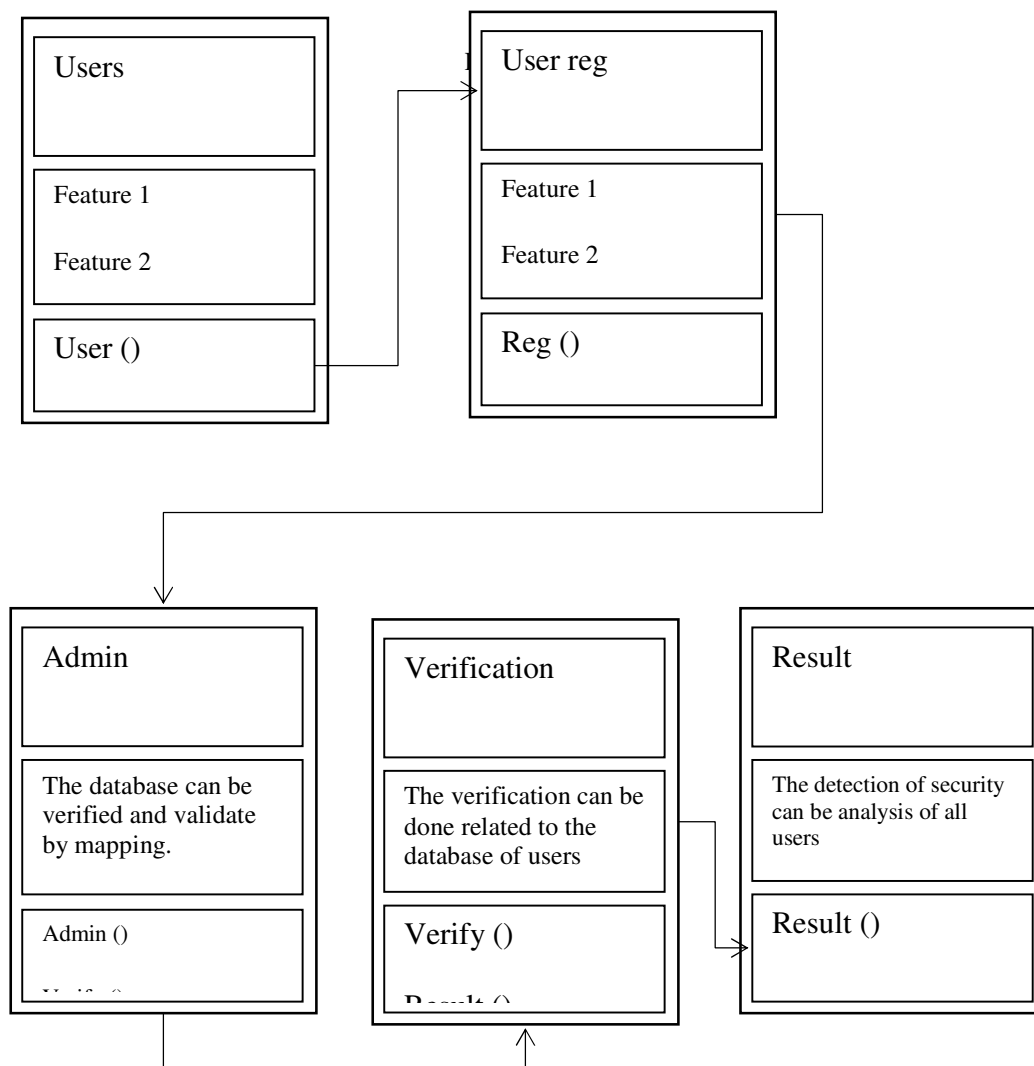 Users
Feature 1
Feature 2
User ()
User reg
Feature 1
Feature 2
Reg ()
Admin
The database can be
verified and validate
by mapping.
Admin ()
Verification
The verification can be
done related to the
database of users
Verify ()
Result ()
Result
The detection of security
can be analysis of all
users
Result ()